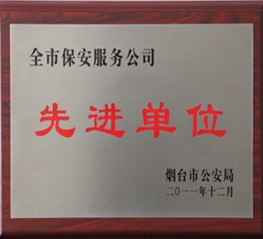 全市保安服务公司
先进单位
烟台市公安局
二〇一一年十二月